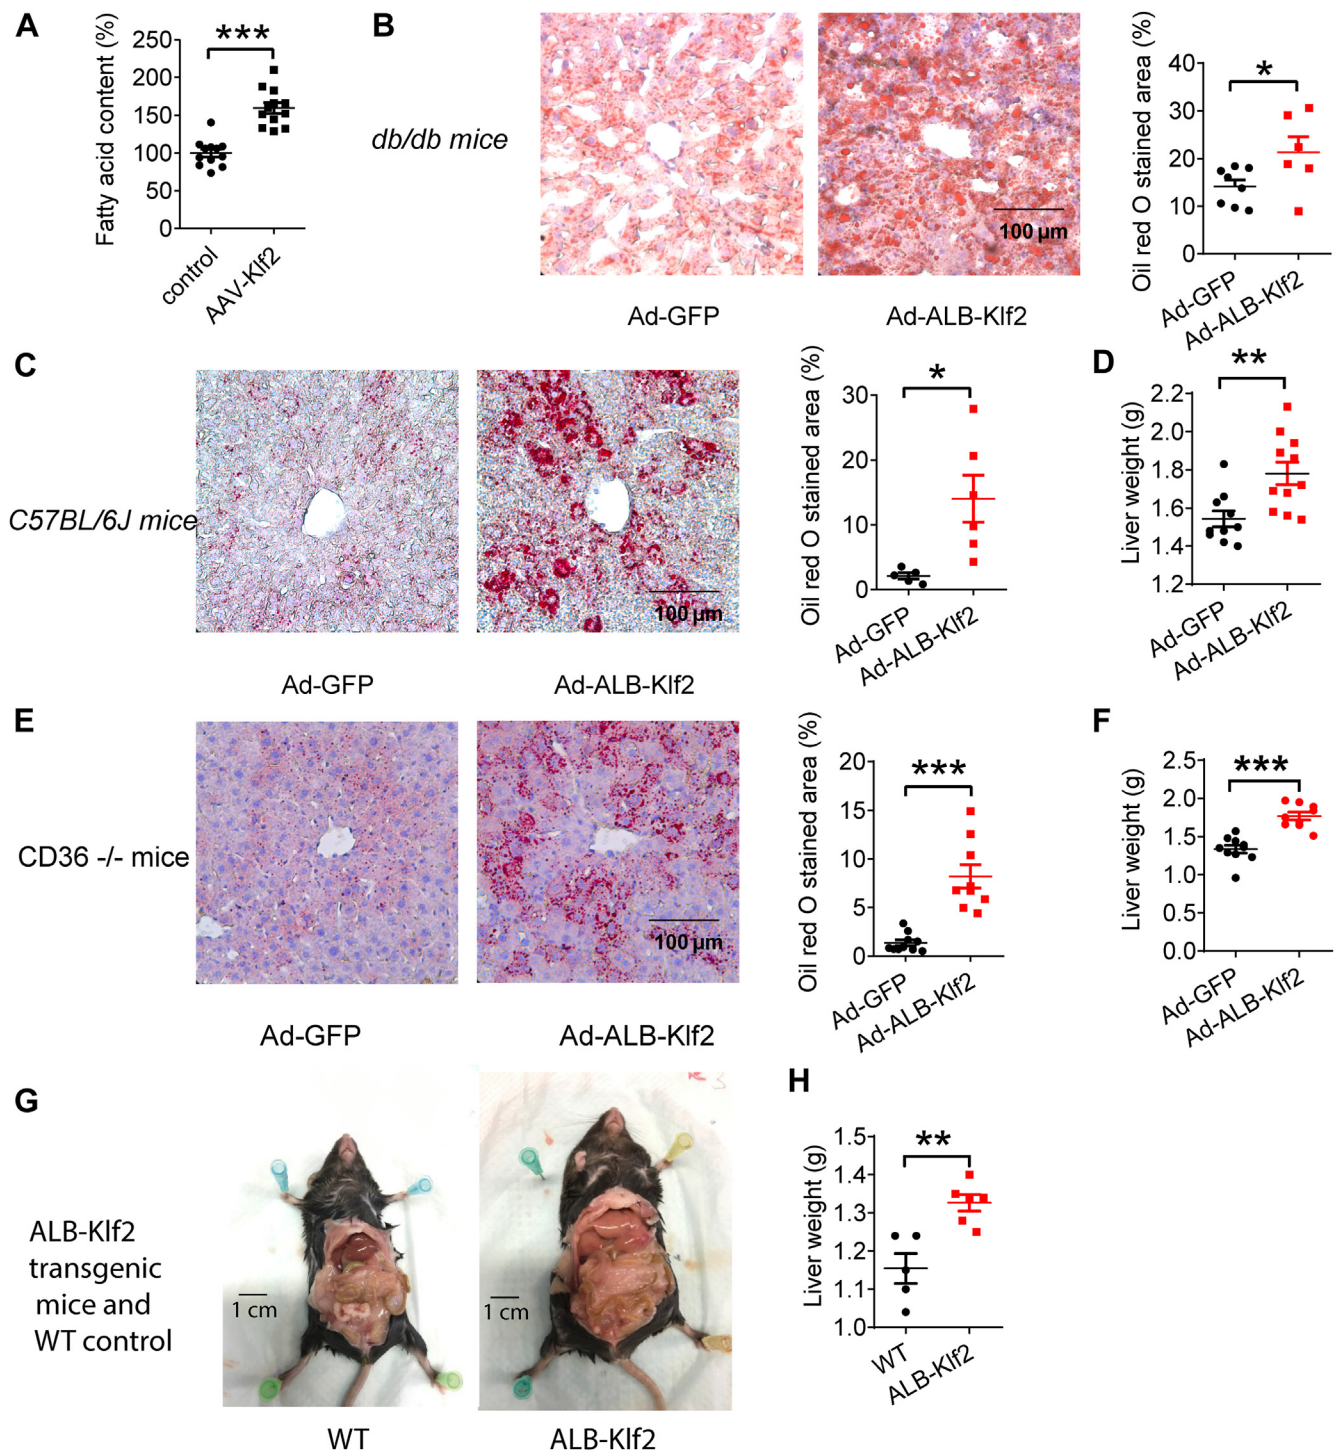 A
Fatty acid content (%)
250
200
150
100
50
0
***
control
AAV-Klf2
B
db/db mice
100 µm
Ad-GFP
Ad-ALB-Klf2
Oil red O stained area (%)
40
30
20
10
0
*
Ad-GFP
Ad-ALB-Klf2
C
C57BL/6J mice
100 µm
Ad-GFP
Ad-ALB-Klf2
Oil red O stained area (%)
30
20
10
0
*
Ad-GFP
Ad-ALB-Klf2
D
Liver weight (g)
2.2
2.0
1.8
1.6
1.4
1.2
**
Ad-GFP
Ad-ALB-Klf2
E
CD36 -/- mice
100 µm
Ad-GFP
Ad-ALB-Klf2
Oil red O stained area (%)
20
15
10
5
0
***
Ad-GFP
Ad-ALB-Klf2
F
Liver weight (g)
2.5
2.0
1.5
1.0
0.5
0.0
***
Ad-GFP
Ad-ALB-Klf2
G
ALB-Klf2
transgenic
mice and
WT control
1 cm
1 cm
WT
ALB-Klf2
H
Liver weight (g)
1.5
1.4
1.3
1.2
1.1
1.0
**
WT
ALB-Klf2